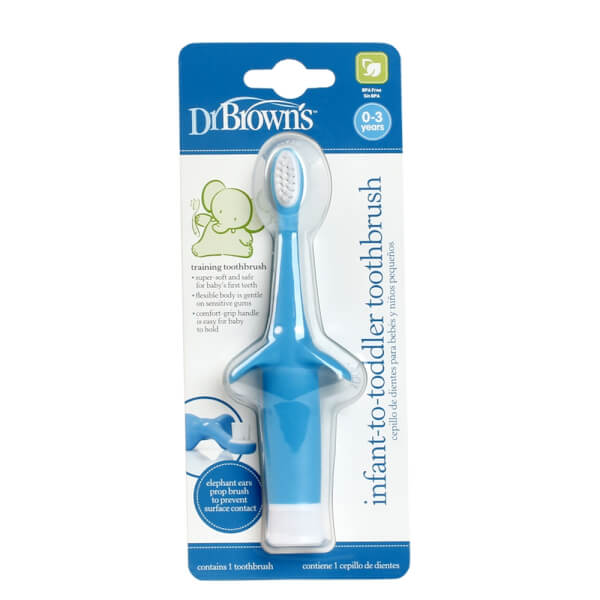 DrBrown's™
BPA Free
Sin BPA
0-3
years
training toothbrush
• super-soft and safe
for baby's first teeth
• flexible body is gentle
on sensitive gums
• comfort-grip handle
is easy for baby
to hold
infant-to-toddler toothbrush
cepillo de dientes para bebés y niños pequeños
elephant ears
prop brush
to prevent
surface contact
contains 1 toothbrush
contiene 1 cepillo de dientes